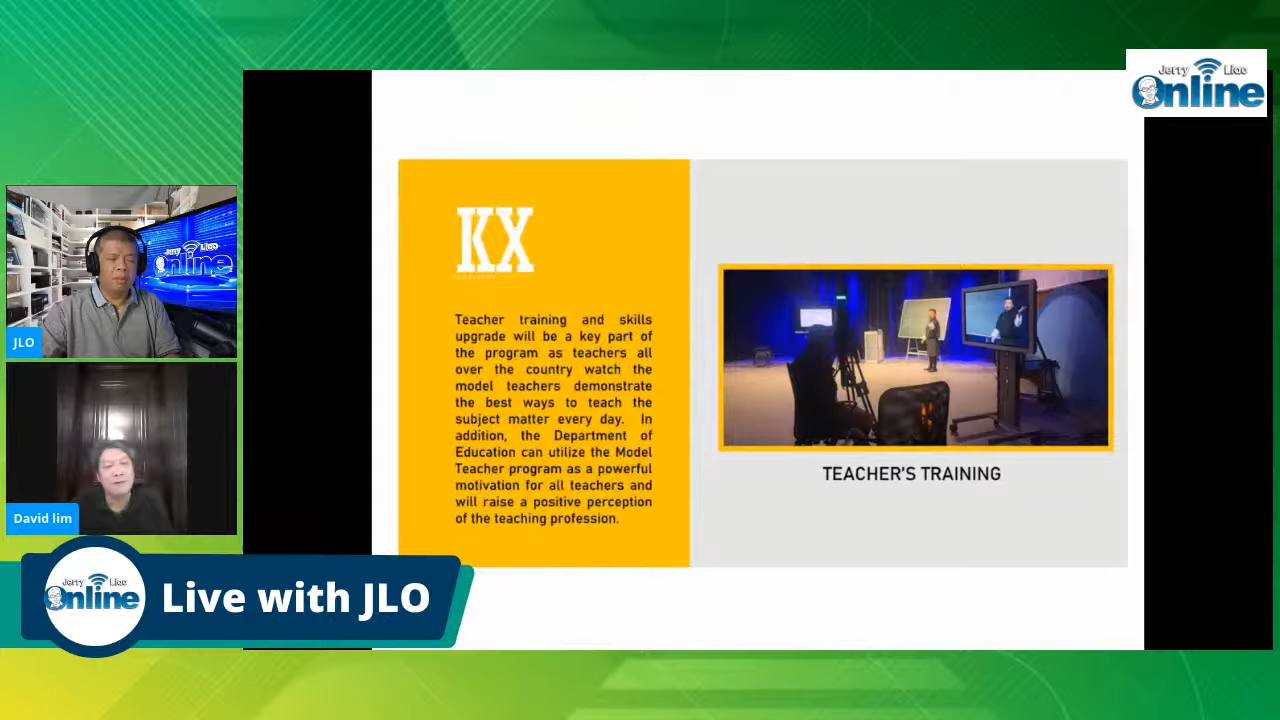 Jerry Liao
Online
KX
Teacher training and skills
upgrade will be a key part of
the program as teachers all
over the country watch the
model teachers demonstrate
the best ways to teach the
subject matter every day. In
addition, the Department of
Education can utilize the Model
Teacher program as a powerful
motivation for all teachers and
will raise a positive perception
of the teaching profession.
TEACHER'S TRAINING
Jerry Liao
Online
JLO
David lim
Jerry Liao
Online
Live with JLO